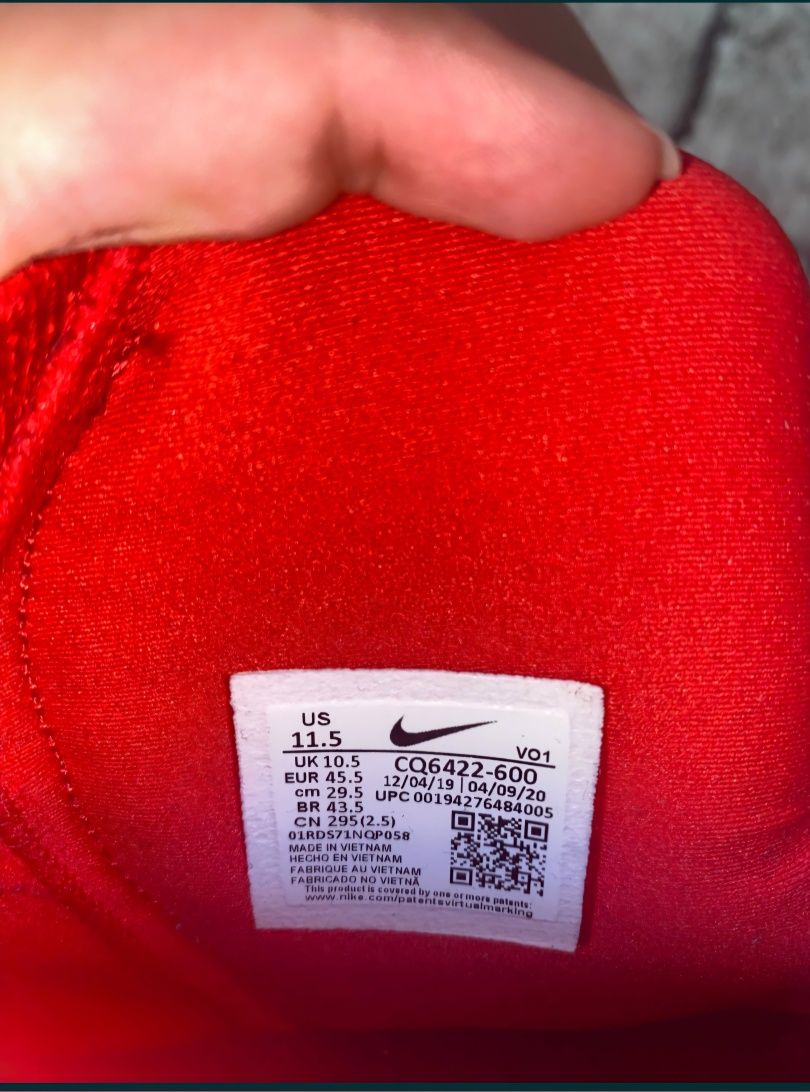 US
11.5
VO1
UK 10.5
CQ6422-600
EUR 45.5
12/04/19 | 04/09/20
cm 29.5
UPC 00194276484005
BR 43.5
CN 295(2.5)
01RDS71NQP058
MADE IN VIETNAM
HECHO EN VIETNAM
FABRIQUE AU VIETNAM
FABRICADO NO VIETNÃ
This product is covered by one or more patents:
www.nike.com/patentsvirtualmarking